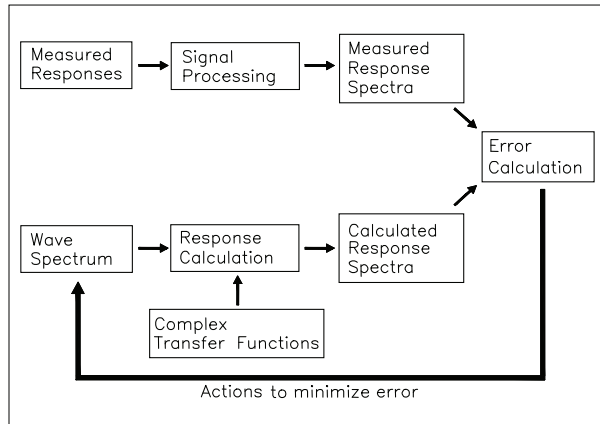 Measured
Responses
Signal
Processing
Measured
Response
Spectra
Error
Calculation
Wave
Spectrum
Response
Calculation
Calculated
Response
Spectra
Complex
Transfer Functions
Actions to minimize error